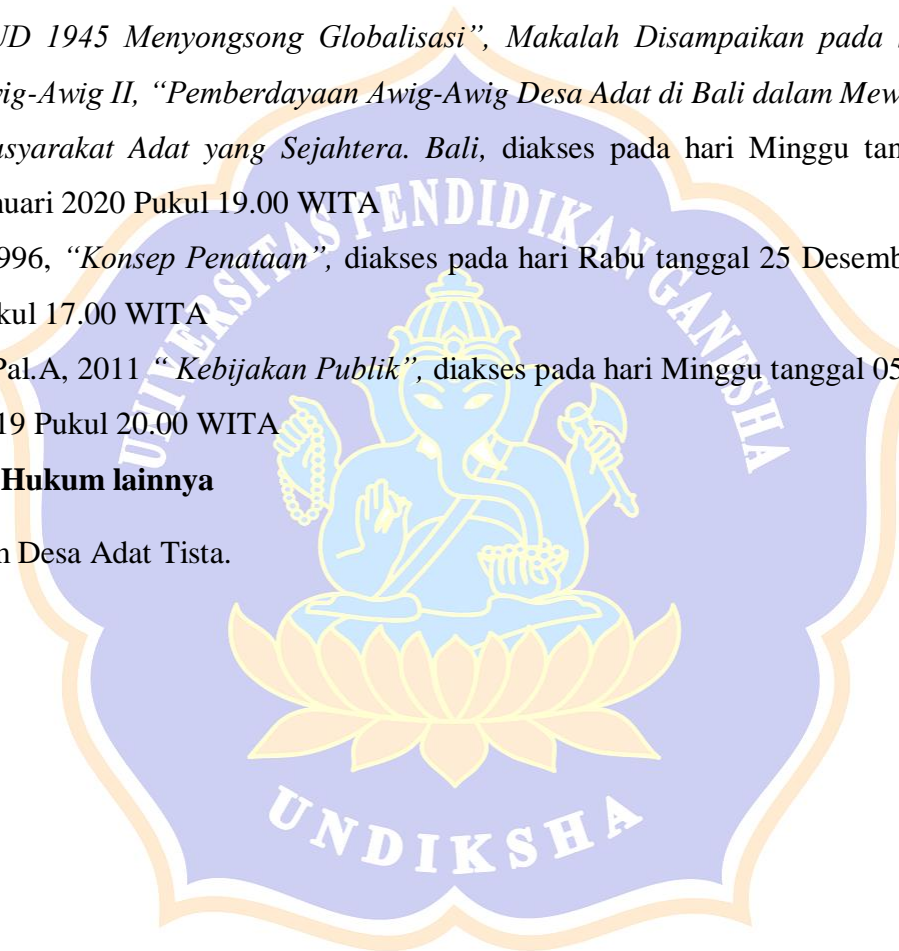 UD 1945 Menyongsong Globalisasi”, Makalah Disampaikan pada
wig-Awig II, “Pemberdayaan Awig-Awig Desa Adat di Bali dalam Mew
asyarakat Adat yang Sejahtera. Bali, diakses pada hari Minggu tan
nuari 2020 Pukul 19.00 WITA
996, “Konsep Penataan”, diakses pada hari Rabu tanggal 25 Desemb
kul 17.00 WITA
Pal.A, 2011 “ Kebijakan Publik”, diakses pada hari Minggu tanggal 05
19 Pukul 20.00 WITA
Hukum lainnya
n Desa Adat Tista.
UNIVERSITAS PENDIDIKAN GANESHA
UNDIKSHA